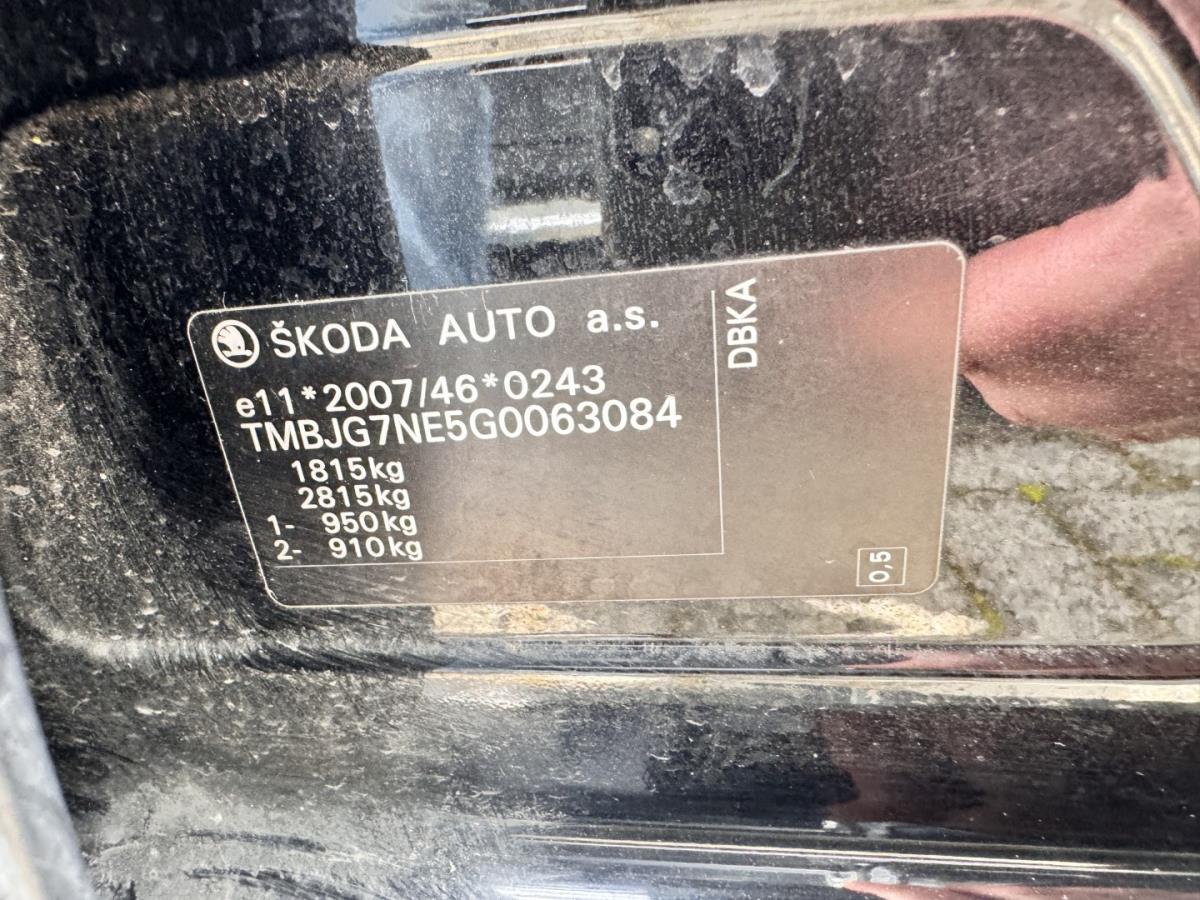 ŠKODA AUTO a.s.
e11*2007/46*0243
TMBJG7NE5G0063084
1815kg
2815kg
1- 950kg
2- 910kg
DBKA
0,5